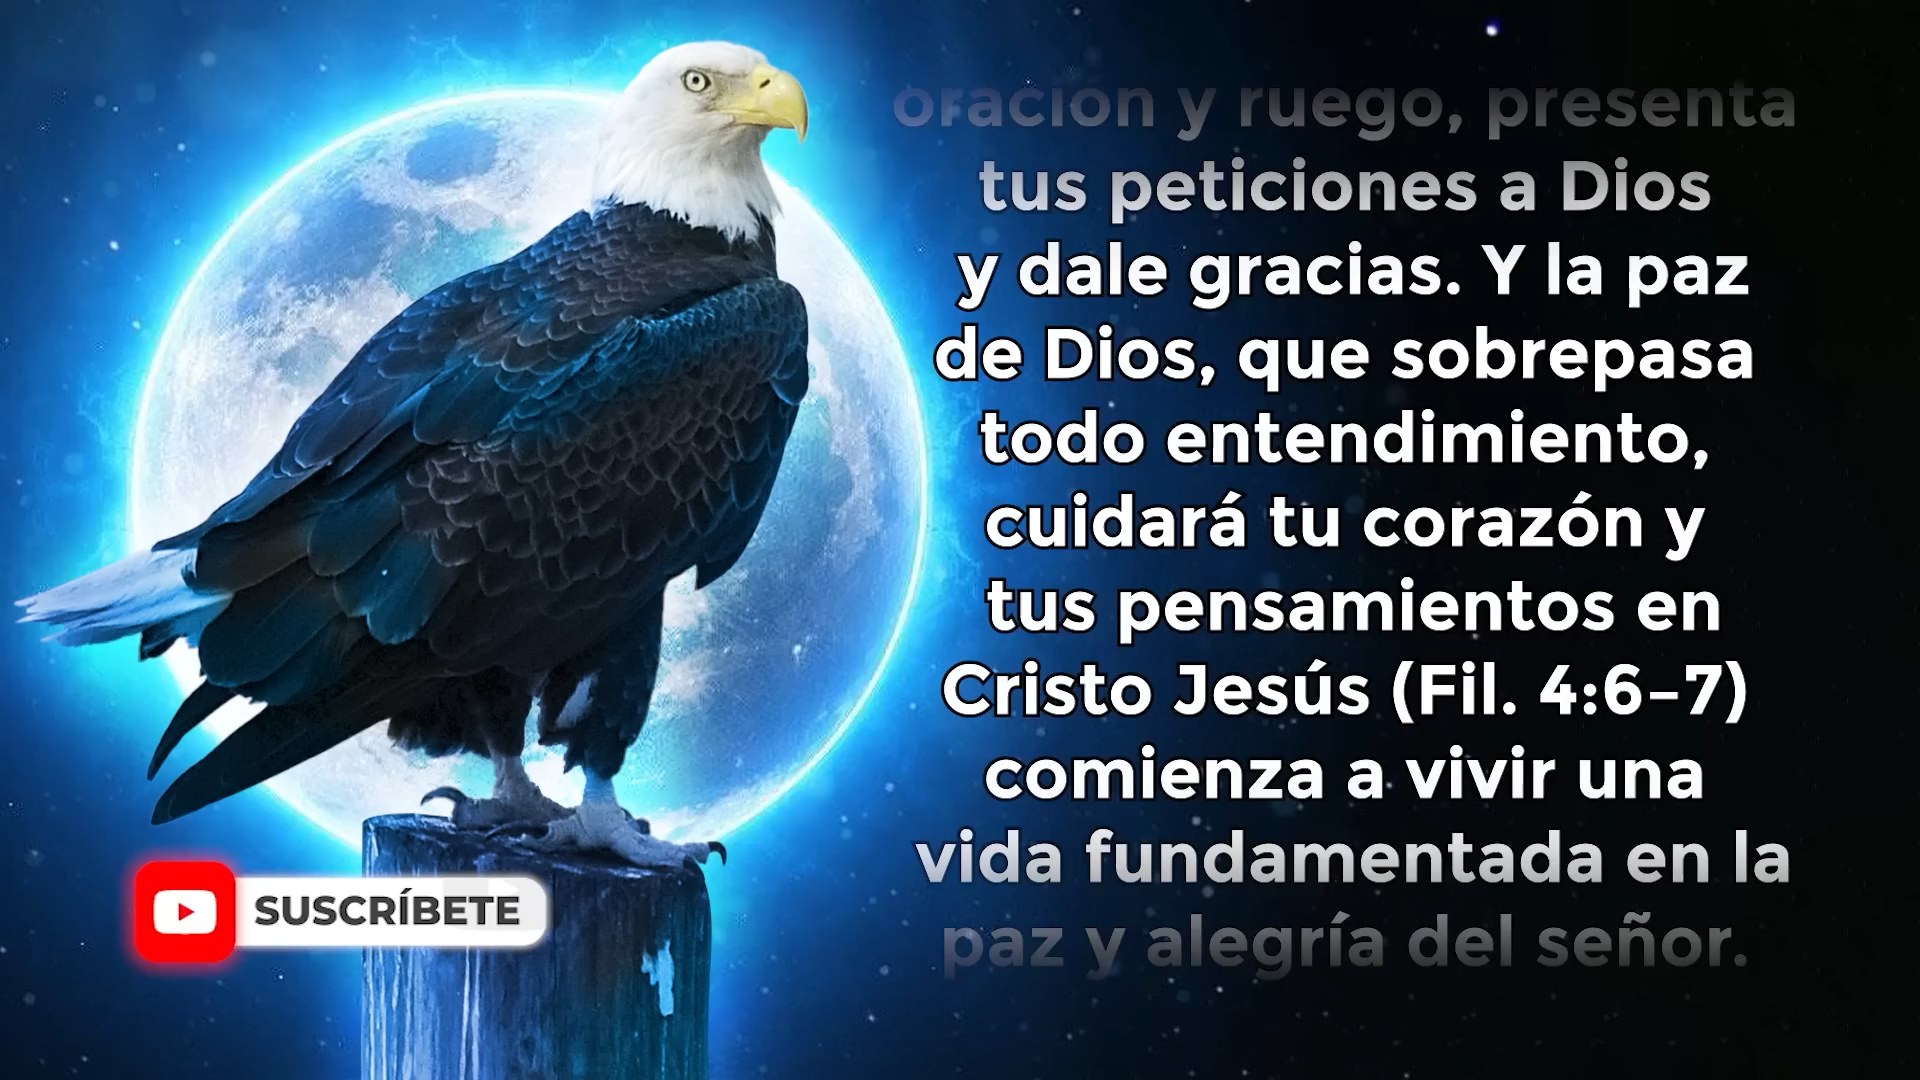 oración y ruego, presenta
tus peticiones a Dios
y dale gracias. Y la paz
de Dios, que sobrepasa
todo entendimiento,
cuidará tu corazón y
tus pensamientos en
Cristo Jesús (Fil. 4:6–7)
comienza a vivir una
vida fundamentada en la
paz y alegría del señor.
SUSCRÍBETE